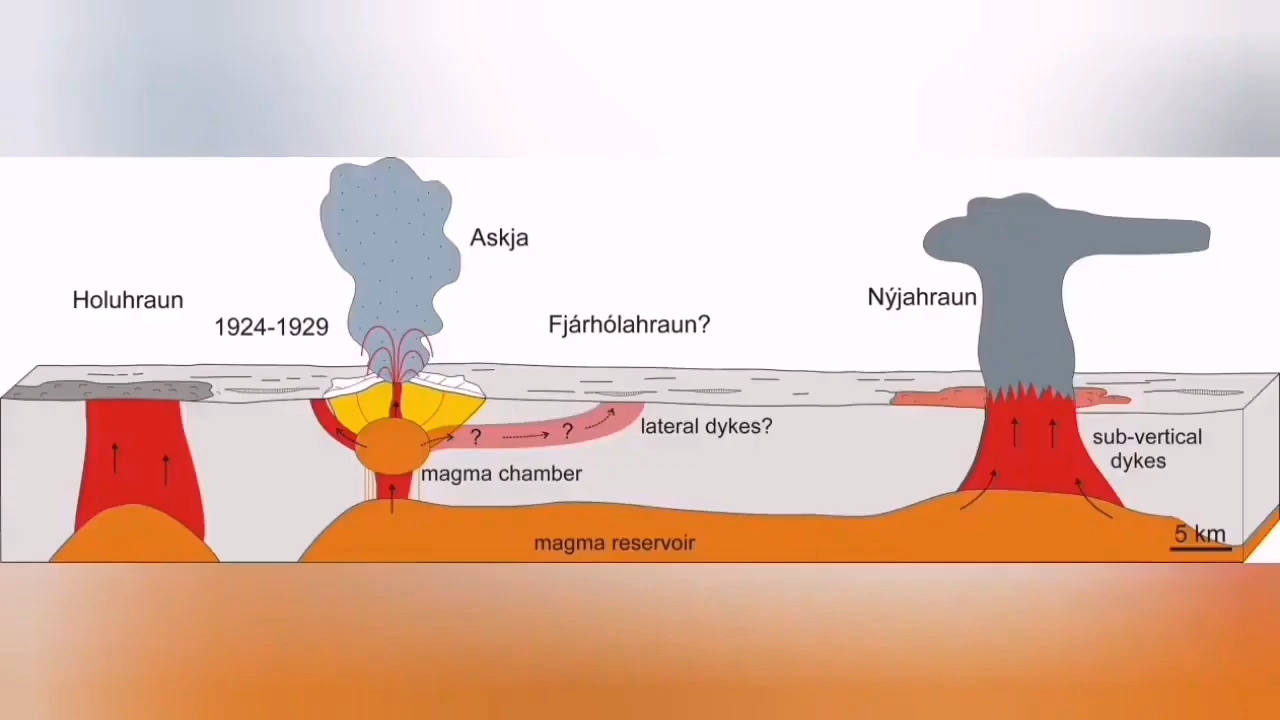 Askja
Holuhraun
1924-1929
Fjárhólahraun?
Nýjahraun
?
?
lateral dykes?
magma chamber
sub-vertical
dykes
magma reservoir
5 km